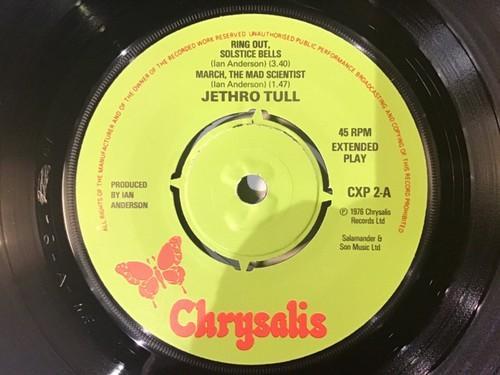 ALL RIGHTS OF THE MANUFACTURER AND OF THE OWNER OF THE RECORDED WORK RESERVED UNAUTHORISED PUBLIC PERFORMANCE BROADCASTING AND COPYING OF THIS RECORD PROHIBITED
RING OUT,
SOLSTICE BELLS
(Ian Anderson) (3.40)
MARCH, THE MAD SCIENTIST
(Ian Anderson) (1.47)
JETHRO TULL
45 RPM
EXTENDED
PLAY
PRODUCED
BY IAN
ANDERSON
CXP 2-A
℗ 1976 Chrysalis
Records Ltd
Salamander &
Son Music Ltd
Chrysalis